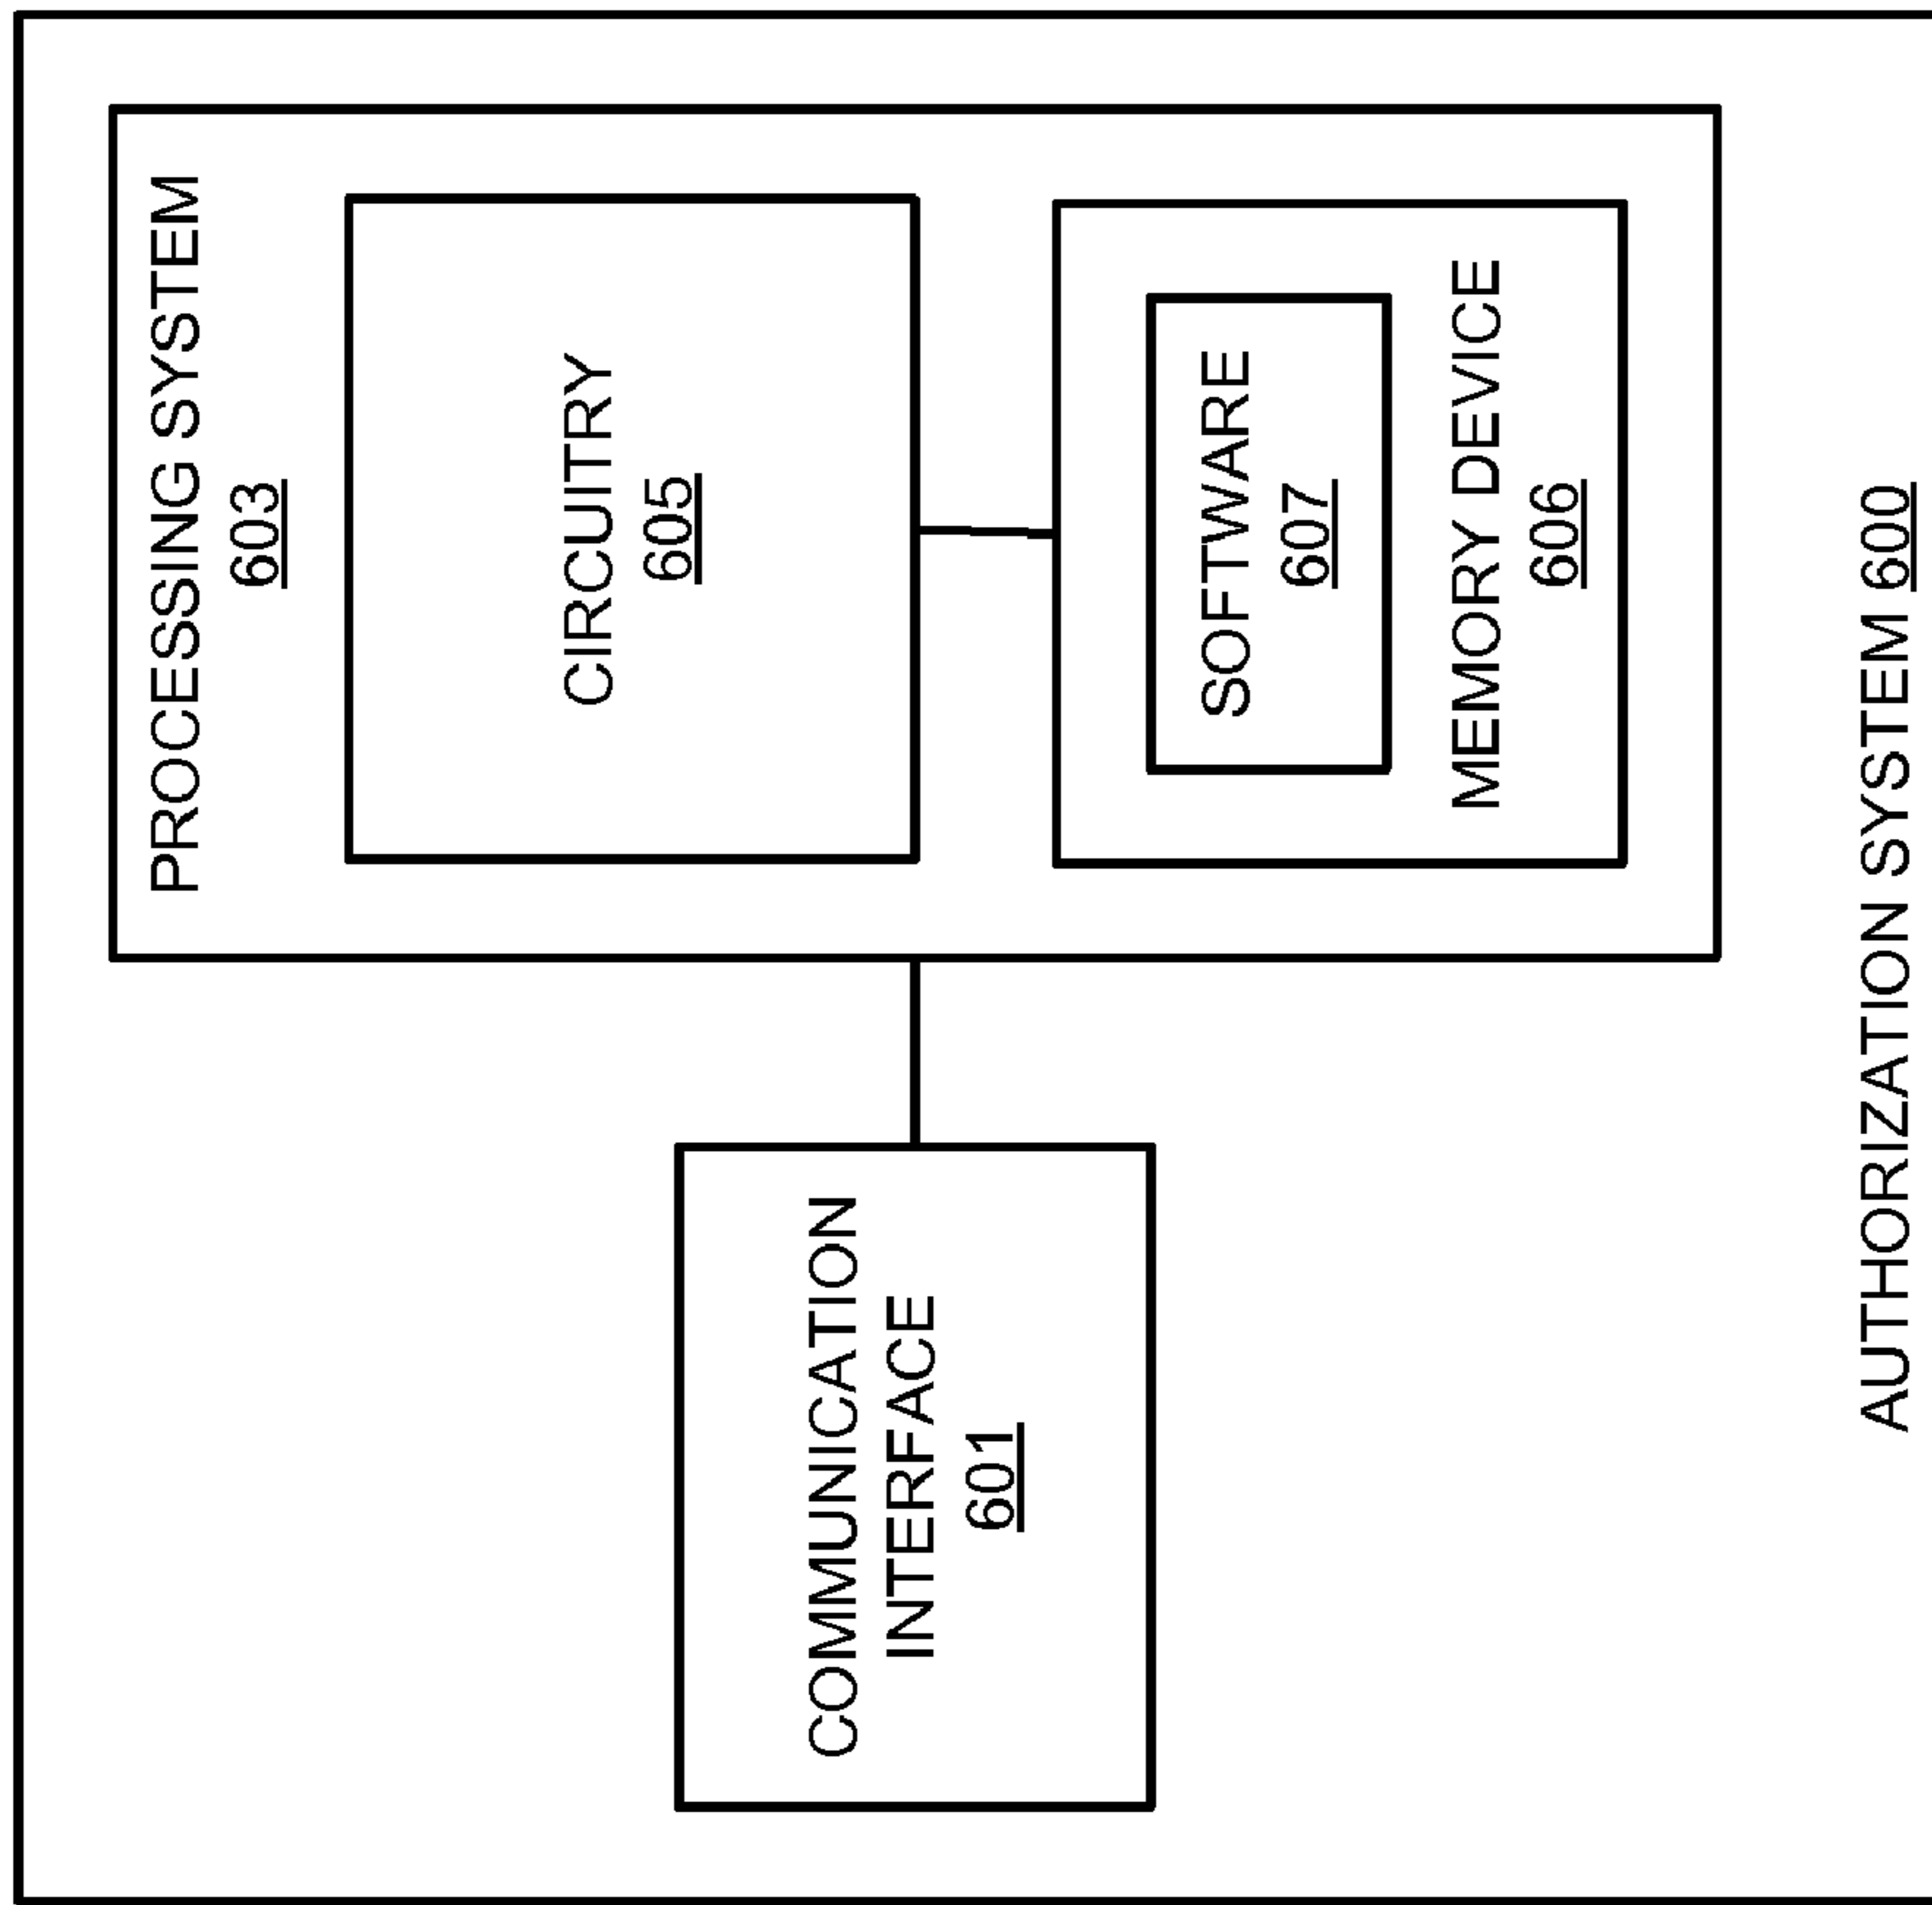 PROCESSING SYSTEM
603
CIRCUITRY
605
COMMUNICATION
INTERFACE
601
SOFTWARE
607
MEMORY DEVICE
606
AUTHORIZATION SYSTEM 600